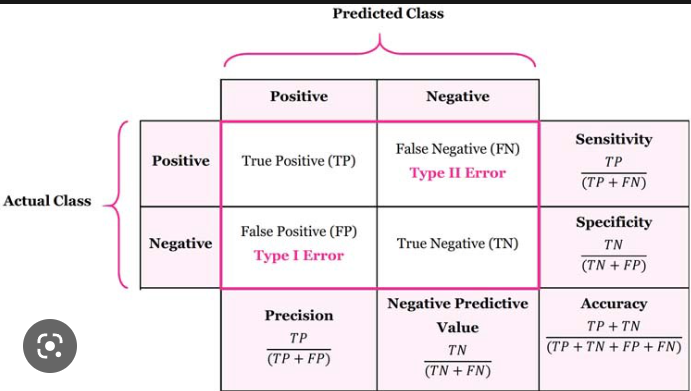 Predicted Class
Positive Negative
Actual Class
Positive
True Positive (TP)
False Negative (FN)
Type II Error
Sensitivity
TP
(TP + FN)
Negative
False Positive (FP)
Type I Error
True Negative (TN)
Specificity
TN
(TN + FP)
Precision
TP
(TP + FP)
Negative Predictive
Value
TN
(TN + FN)
Accuracy
TP + TN
(TP + TN + FP + FN)